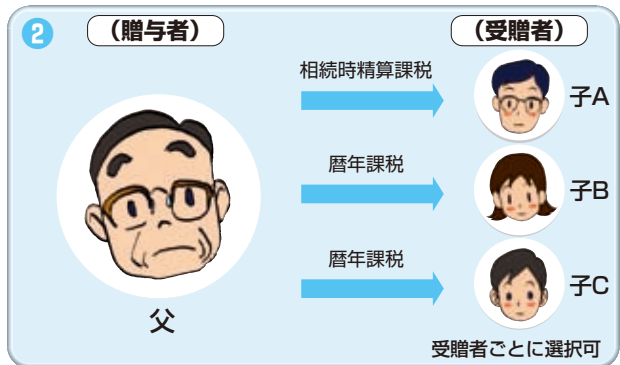 2 （贈与者） （受贈者）
相続時精算課税
子A
暦年課税
子B
暦年課税
子C
父
受贈者ごとに選択可